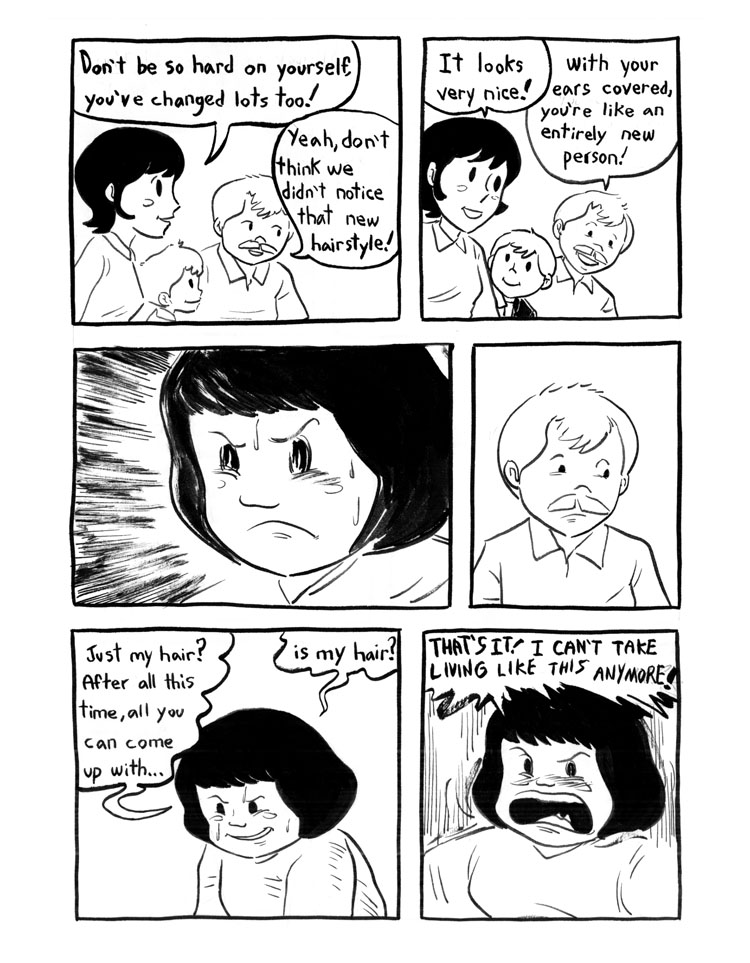 Don't be so hard on yourself,
you've changed lots too!
Yeah, don't
think we
didn't notice
that new
hairstyle!
It looks
very nice!
With your
ears covered,
you're like an
entirely new
person!
Just my hair?
After all this
time, all you
can come
up with...
is my hair?
THAT'S IT! I CAN'T TAKE
LIVING LIKE THIS ANYMORE!